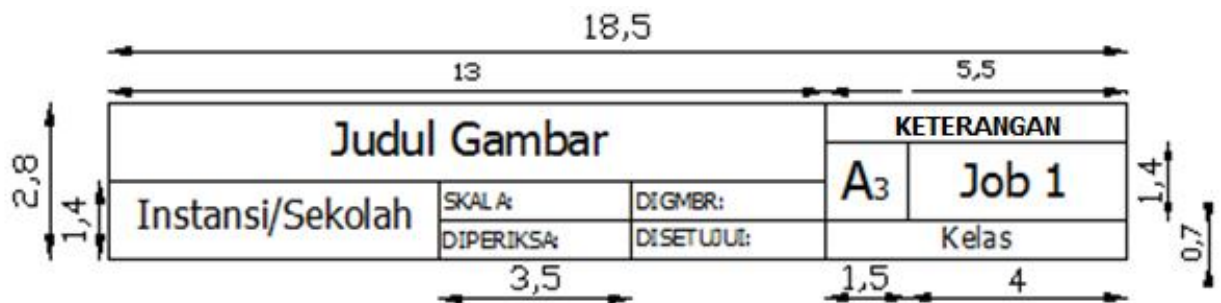 18,5
13
5,5
Judul Gambar
KETERANGAN
2,8
1,4
A3
Job 1
1,4
Instansi/Sekolah
SKALA:
DIGMBR:
DIPERIKSA:
DISETUJUI:
Kelas
0,7
3,5
1,5
4